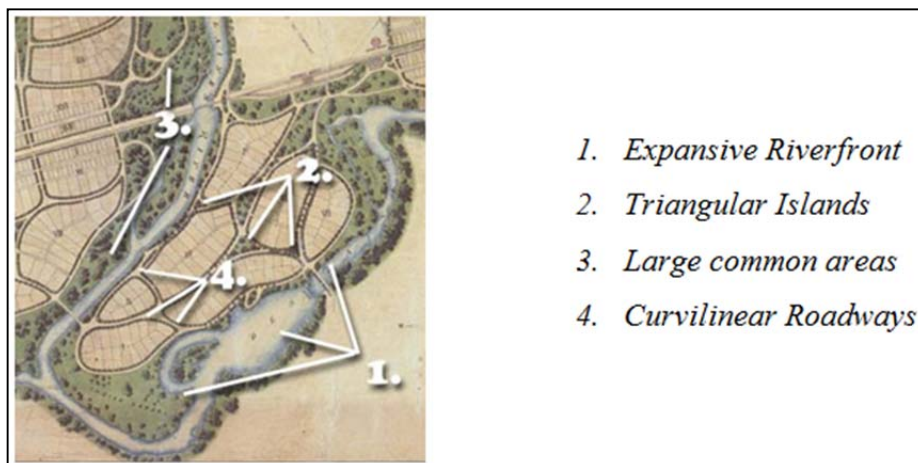 3.
2.
4.
1.
1. Expansive Riverfront
2. Triangular Islands
3. Large common areas
4. Curvilinear Roadways